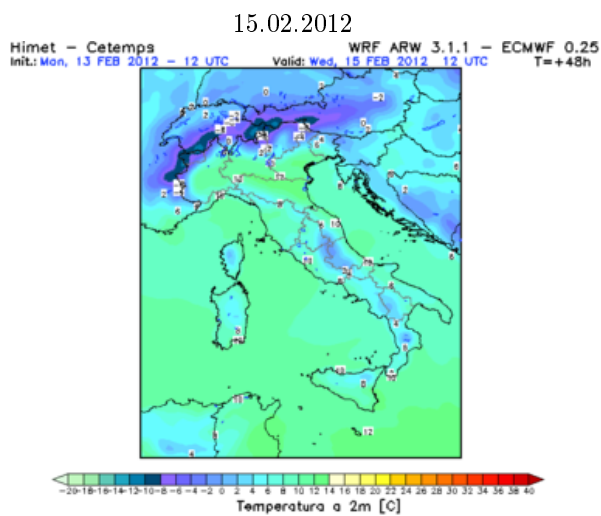 15.02.2012
Himet – Cetemps WRF ARW 3.1.1 – ECMWF 0.25
Init.: Mon, 13 FEB 2012 – 12 UTC Valid: Wed, 15 FEB 2012 12 UTC T=+48h
12
-20-18-16-14-12-10-8 -6 -4 -2 0 2 4 6 8 10 12 14 16 18 20 22 24 26 28 30 32 34 36 38 40
Temperatura a 2m [C]